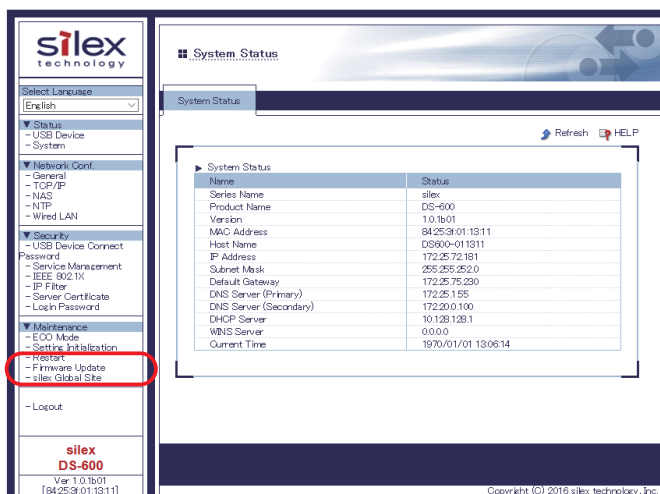 silex
technology
Select Language
English
▼ Status
- USB Device
- System
▼ Network Conf.
- General
- TCP/IP
- NAS
- NTP
- Wired LAN
▼ Security
- USB Device Connect
Password
- Service Management
- IEEE 802.1X
- IP Filter
- Server Certificate
- Login Password
▼ Maintenance
- ECO Mode
- Setting Initialization
- Restart
- Firmware Update
- silex Global Site
- Logout
silex
DS-600
Ver 1.0.1b01
[84:25:3f:01:13:11]
System Status
System Status
Refresh HELP
▶ System Status
Name Status
Series Name silex
Product Name DS-600
Version 1.0.1b01
MAC Address 84:25:3f:01:13:11
Host Name DS600-011311
IP Address 172.25.72.181
Subnet Mask 255.255.252.0
Default Gateway 172.25.75.230
DNS Server (Primary) 172.25.1.55
DNS Server (Secondary) 172.20.0.100
DHCP Server 10.128.128.1
WINS Server 0.0.0.0
Current Time 1970/01/01 13:06:14
Copyright (C) 2016 silex technology, Inc.